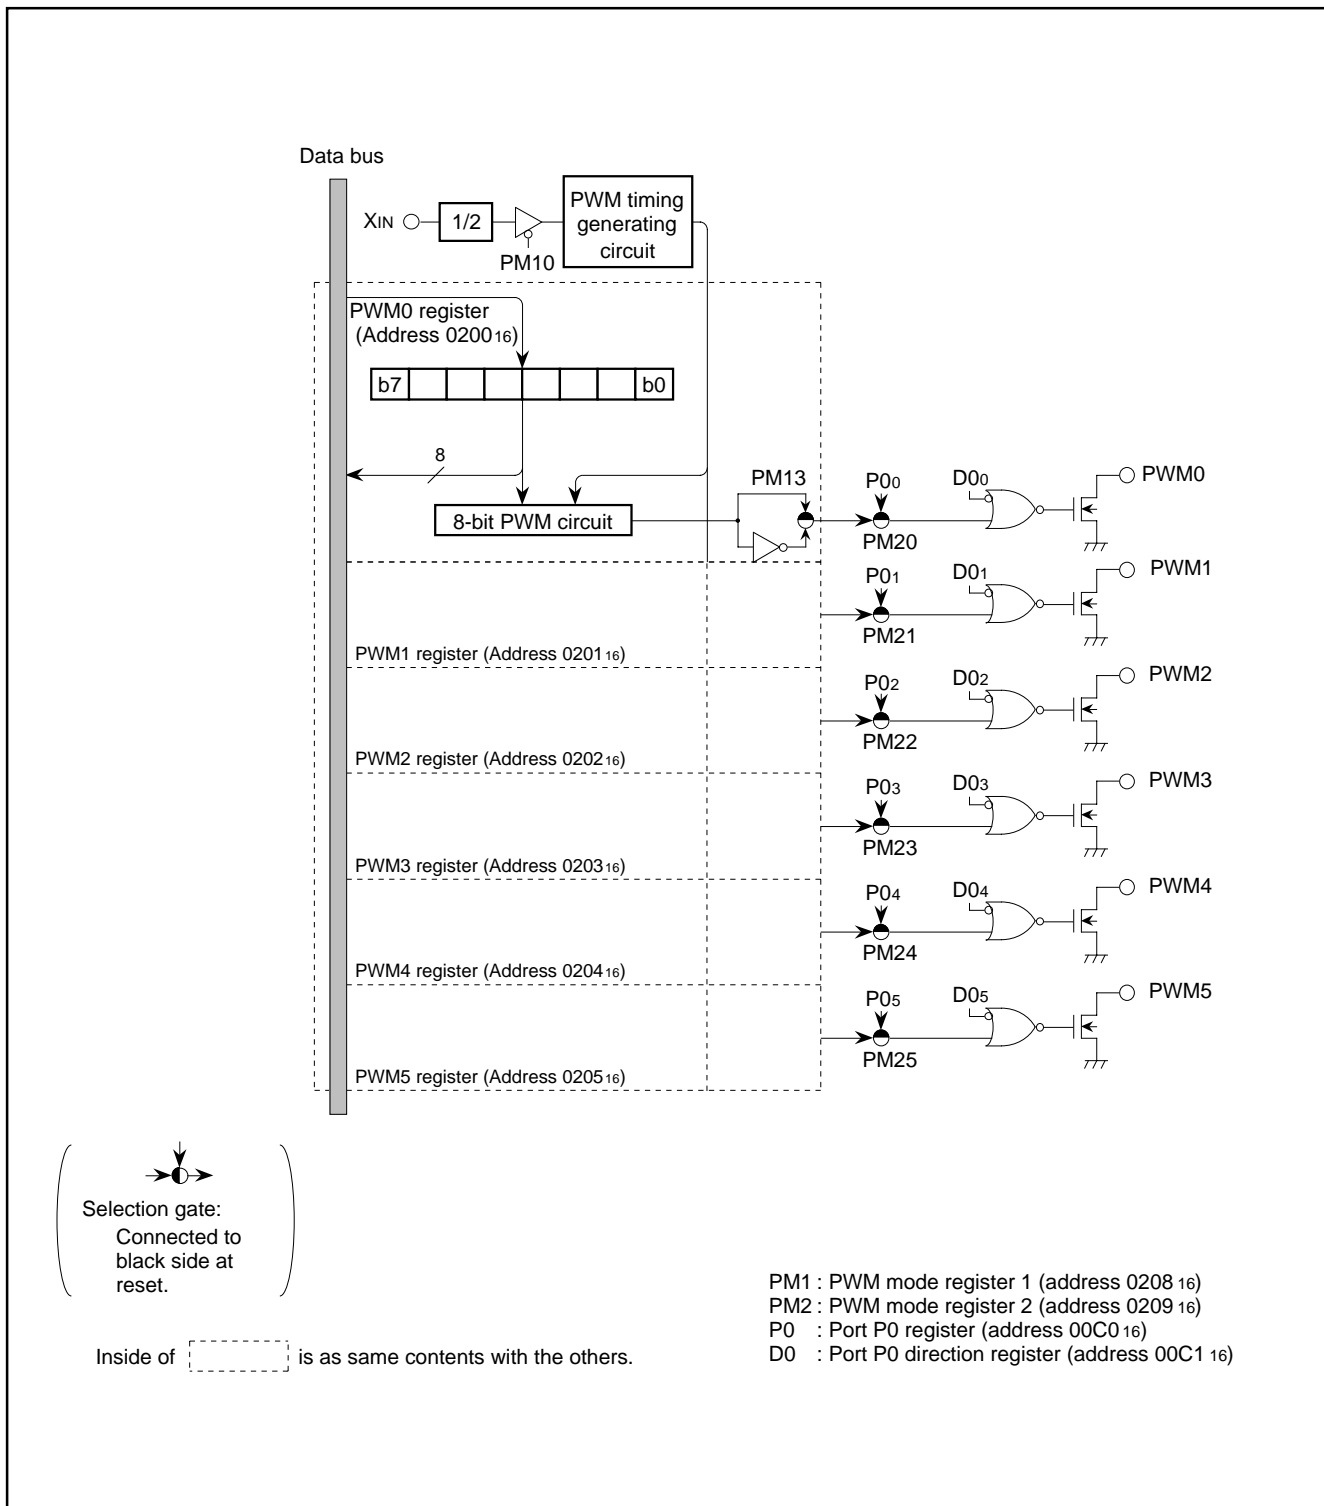 Data bus
XIN
1/2
PWM timing
generating
circuit
PM10
PWM0 register
(Address 020016)
b7
b0
8
8-bit PWM circuit
PM13
P00
PM20
D00
PWM0
P01
PM21
D01
PWM1
PWM1 register (Address 020116)
P02
PM22
D02
PWM2
PWM2 register (Address 020216)
P03
PM23
D03
PWM3
PWM3 register (Address 020316)
P04
PM24
D04
PWM4
PWM4 register (Address 020416)
P05
PM25
D05
PWM5
PWM5 register (Address 020516)
Selection gate:
Connected to
black side at
reset.
Inside of
is as same contents with the others.
PM1 : PWM mode register 1 (address 020816)
PM2 : PWM mode register 2 (address 020916)
P0 : Port P0 register (address 00C016)
D0 : Port P0 direction register (address 00C116)